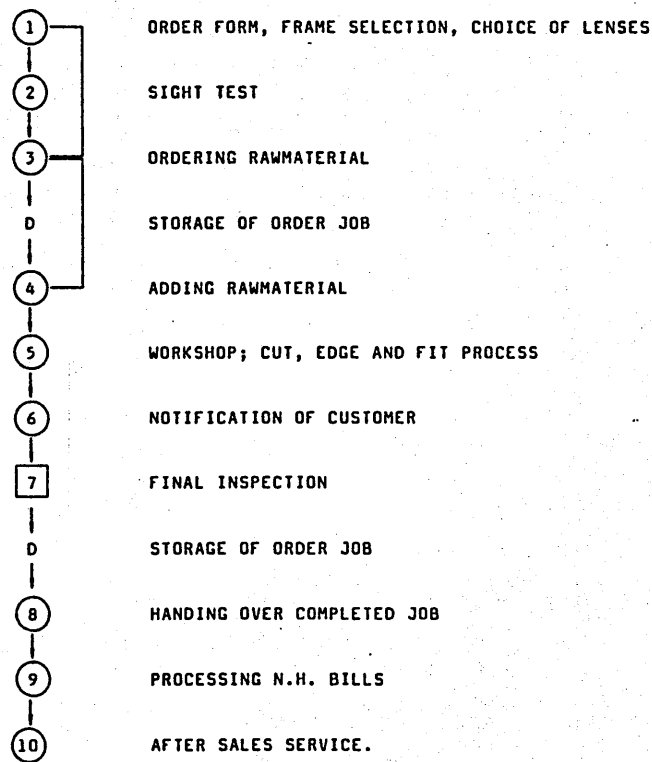 1 ORDER FORM, FRAME SELECTION, CHOICE OF LENSES
2 SIGHT TEST
3 ORDERING RAWMATERIAL
D STORAGE OF ORDER JOB
4 ADDING RAWMATERIAL
5 WORKSHOP; CUT, EDGE AND FIT PROCESS
6 NOTIFICATION OF CUSTOMER
7 FINAL INSPECTION
D STORAGE OF ORDER JOB
8 HANDING OVER COMPLETED JOB
9 PROCESSING N.H. BILLS
10 AFTER SALES SERVICE.